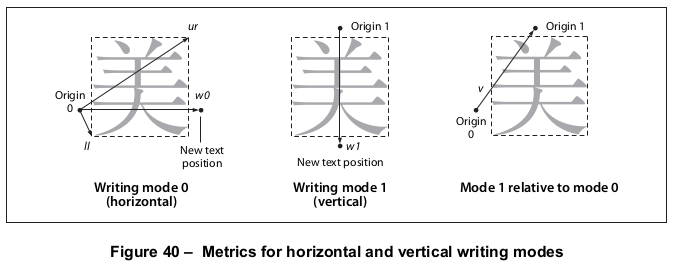 ur
美
Origin
0
w0
ll
New text
position
Writing mode 0
(horizontal)
Origin 1
美
w1
New text position
Writing mode 1
(vertical)
Origin 1
美
v
Origin
0
Mode 1 relative to mode 0
Figure 40 – Metrics for horizontal and vertical writing modes